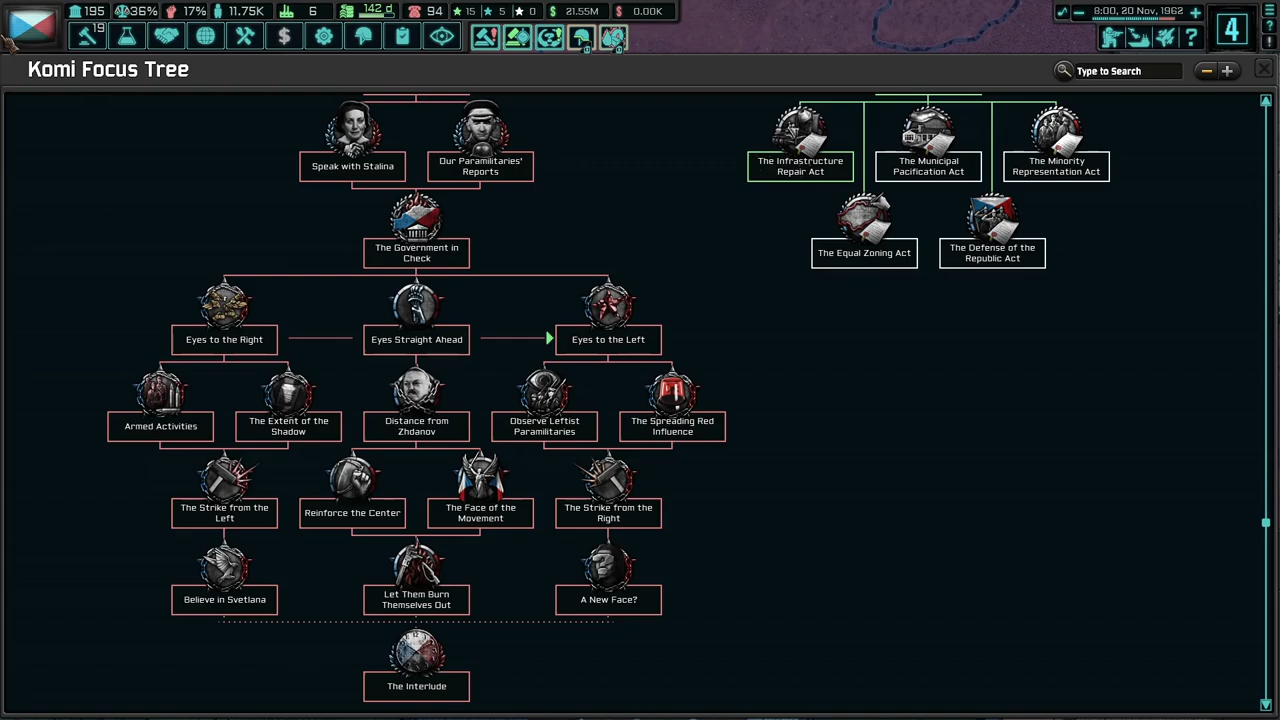 195 36% 17% 11.75K 6 142 d 94 15 5 0 21.55M 0.00K 8:00, 20 Nov, 1962 4
19
Komi Focus Tree
Type to Search
Speak with Stalina
Our Paramilitaries'
Reports
The Infrastructure
Repair Act
The Municipal
Pacification Act
The Minority
Representation Act
The Government in
Check
The Equal Zoning Act
The Defense of the
Republic Act
Eyes to the Right
Eyes Straight Ahead
Eyes to the Left
Armed Activities
The Extent of the
Shadow
Distance from
Zhdanov
Observe Leftist
Paramilitaries
The Spreading Red
Influence
The Strike from the
Left
Reinforce the Center
The Face of the
Movement
The Strike from the
Right
Believe in Svetlana
Let Them Burn
Themselves Out
A New Face?
The Interlude